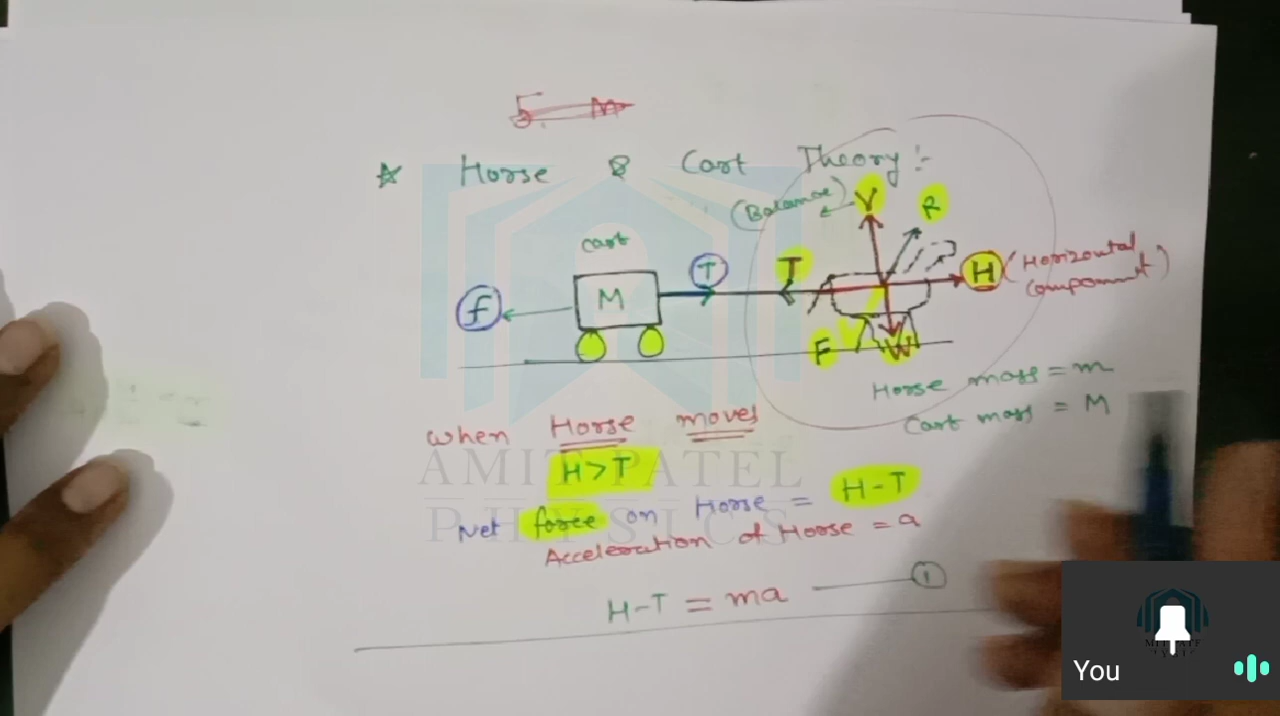 ☆ Horse & Cart Theory :-
(Balance) V R
cart
T T H (Horizontal component)
f M
F W
Horse mass = m
Cart mass = M
when Horse moves
H > T
AMIT PATEL
PHYSICS
Net force on Horse = H-T
Acceleration of Horse = a
H-T = ma ①
You